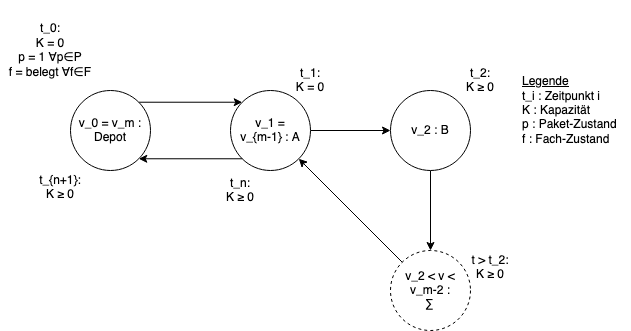 t_0:
K = 0
p = 1 ∀p∈P
f = belegt ∀f∈F
v_0 = v_m :
Depot
t_{n+1}:
K ≥ 0
t_1:
K = 0
v_1 =
v_{m-1} : A
t_n:
K ≥ 0
t_2:
K ≥ 0
v_2 : B
t > t_2:
K ≥ 0
v_2 < v <
v_m-2 :
Σ
Legende
t_i : Zeitpunkt i
K : Kapazität
p : Paket-Zustand
f : Fach-Zustand